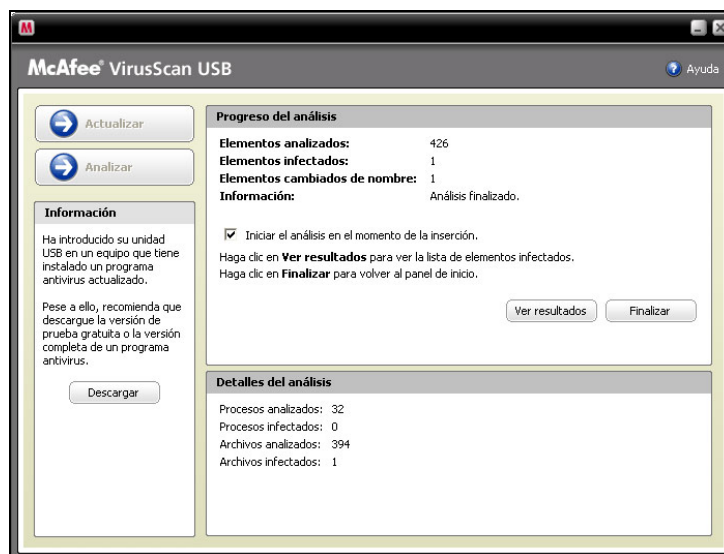 McAfee® VirusScan USB
Ayuda
Actualizar
Analizar
Información
Ha introducido su unidad
USB en un equipo que tiene
instalado un programa
antivirus actualizado.
Pese a ello, recomienda que
descargue la versión de
prueba gratuita o la versión
completa de un programa
antivirus.
Descargar
Progreso del análisis
Elementos analizados: 426
Elementos infectados: 1
Elementos cambiados de nombre: 1
Información: Análisis finalizado.
Iniciar el análisis en el momento de la inserción.
Haga clic en Ver resultados para ver la lista de elementos infectados.
Haga clic en Finalizar para volver al panel de inicio.
Ver resultados
Finalizar
Detalles del análisis
Procesos analizados: 32
Procesos infectados: 0
Archivos analizados: 394
Archivos infectados: 1